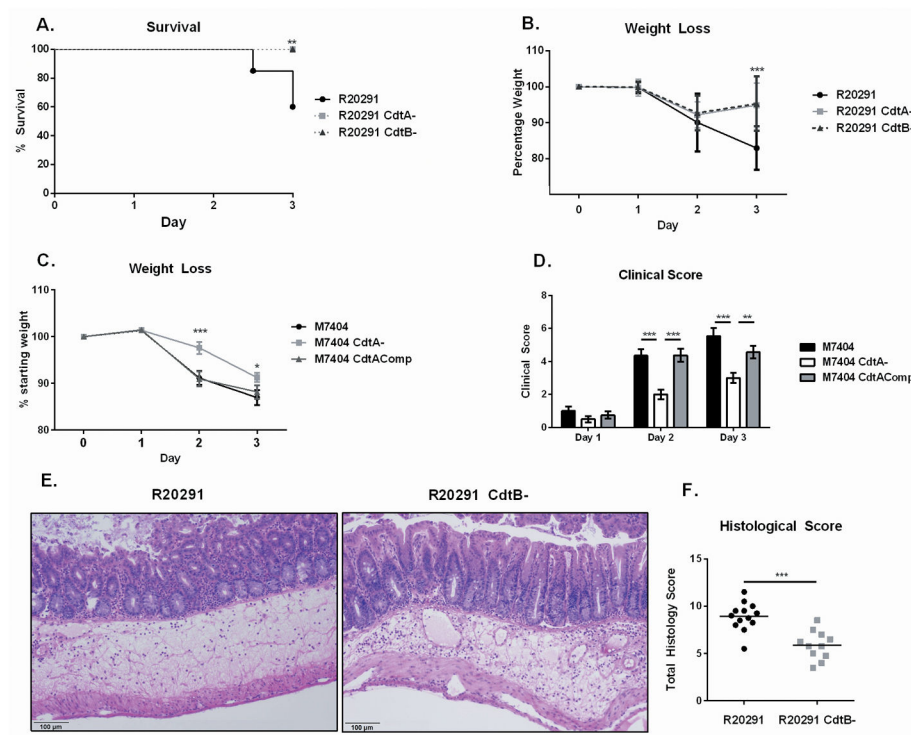 A.
Survival
% Survival
100
80
60
40
20
0
0 1 2 3
Day
**
R20291
R20291 CdtA-
R20291 CdtB-
B.
Weight Loss
Percentage Weight
110
100
90
80
0 1 2 3
Day
***
R20291
R20291 CdtA-
R20291 CdtB-
C.
Weight Loss
% starting weight
110
100
90
80
0 1 2 3
Day
***
*
M7404
M7404 CdtA-
M7404 CdtAComp
D.
Clinical Score
Clinical Score
8
6
4
2
0
*** ***
*** **
Day 1 Day 2 Day 3
M7404
M7404 CdtA-
M7404 CdtAComp
E.
R20291
R20291 CdtB-
100 µm
100 µm
F.
Histological Score
Total Histology Score
15
10
5
0
***
R20291 R20291 CdtB-